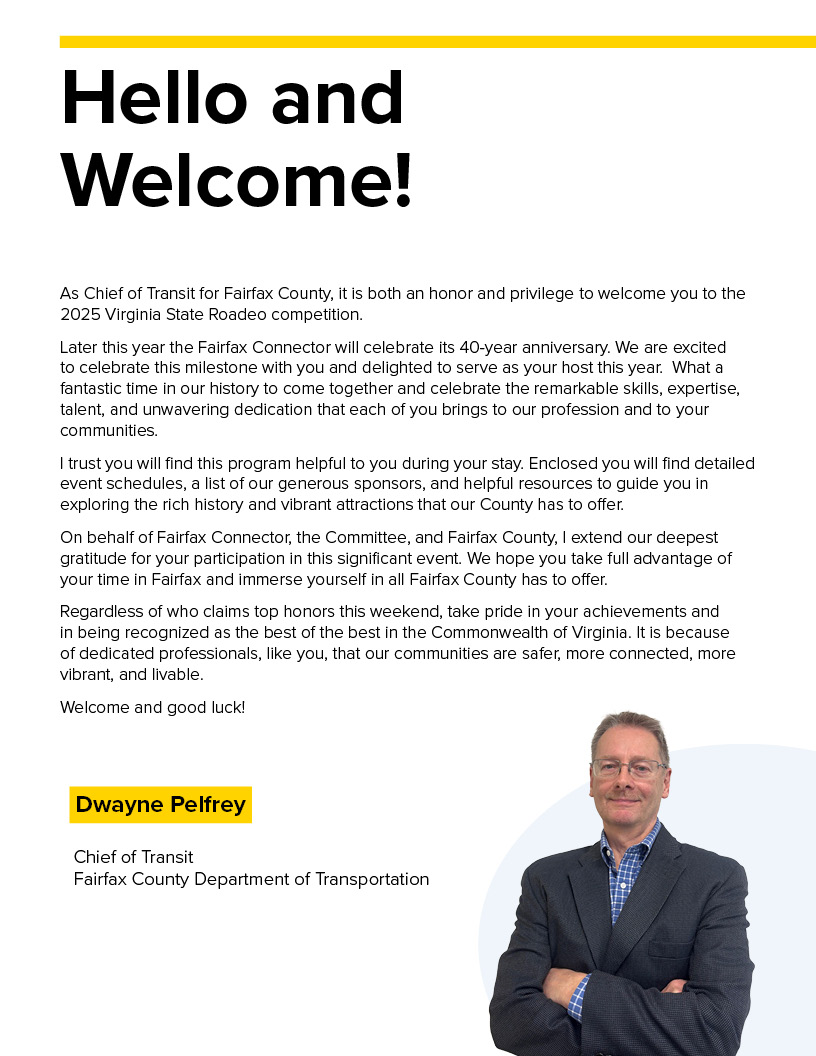 Hello and
Welcome!
As Chief of Transit for Fairfax County, it is both an honor and privilege to welcome you to the
2025 Virginia State Roadeo competition.
Later this year the Fairfax Connector will celebrate its 40-year anniversary. We are excited
to celebrate this milestone with you and delighted to serve as your host this year.  What a
fantastic time in our history to come together and celebrate the remarkable skills, expertise,
talent, and unwavering dedication that each of you brings to our profession and to your
communities.
I trust you will find this program helpful to you during your stay. Enclosed you will find detailed
event schedules, a list of our generous sponsors, and helpful resources to guide you in
exploring the rich history and vibrant attractions that our County has to offer.
On behalf of Fairfax Connector, the Committee, and Fairfax County, I extend our deepest
gratitude for your participation in this significant event. We hope you take full advantage of
your time in Fairfax and immerse yourself in all Fairfax County has to offer.
Regardless of who claims top honors this weekend, take pride in your achievements and
in being recognized as the best of the best in the Commonwealth of Virginia. It is because
of dedicated professionals, like you, that our communities are safer, more connected, more
vibrant, and livable.
Welcome and good luck!
Dwayne Pelfrey
Chief of Transit
Fairfax County Department of Transportation